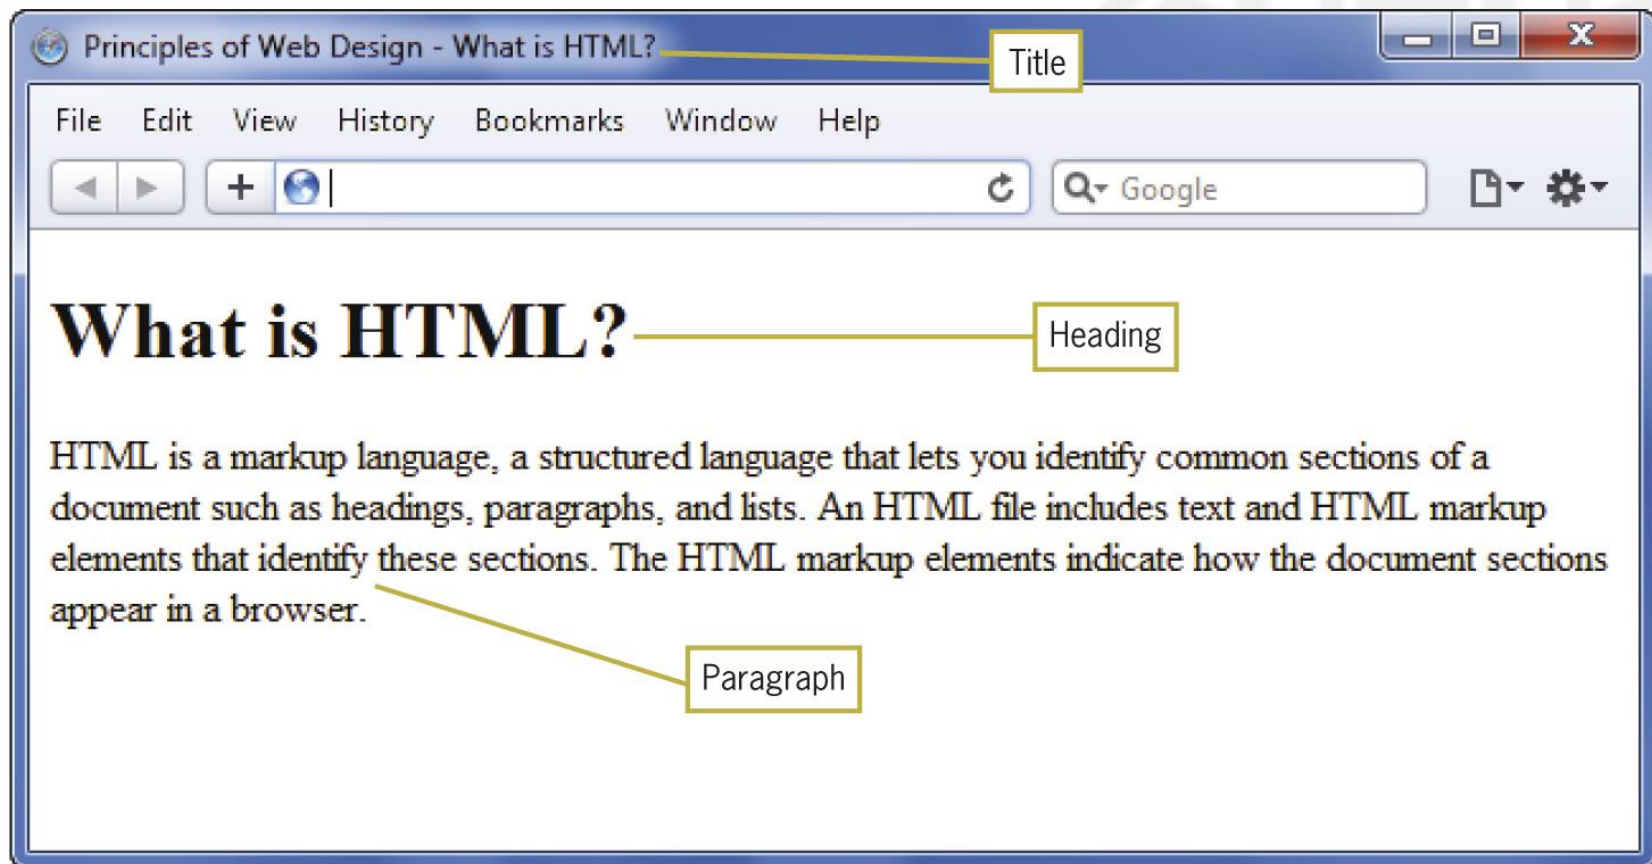 Principles of Web Design - What is HTML?
Title
File Edit View History Bookmarks Window Help
Google
What is HTML?
Heading
HTML is a markup language, a structured language that lets you identify common sections of a
document such as headings, paragraphs, and lists. An HTML file includes text and HTML markup
elements that identify these sections. The HTML markup elements indicate how the document sections
appear in a browser.
Paragraph